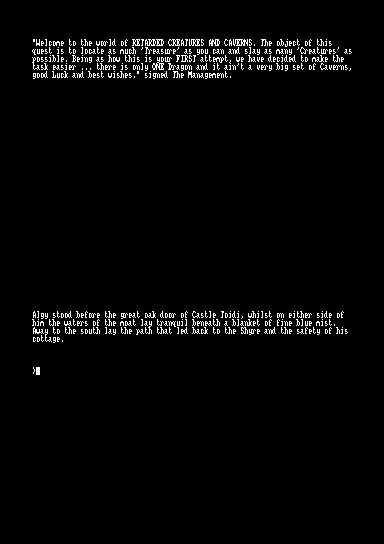 "Welcome to the world of RETARDED CREATURES AND CAVERNS. The object of this
quest is to locate as much 'Treasure' as you can and slay as many 'Creatures' as
possible. Being as how this is your FIRST attempt, we have decided to make the
task easier ... there is only ONE Dragon and it ain't a very big set of Caverns,
good Luck and best wishes." signed The Management.
Algy stood before the great oak door of Castle Joidi, whilst on either side of
him the waters of the moat lay tranquil beneath a blanket of fine blue mist.
Away to the south lay the path that led back to the Shyre and the safety of his
cottage.
>